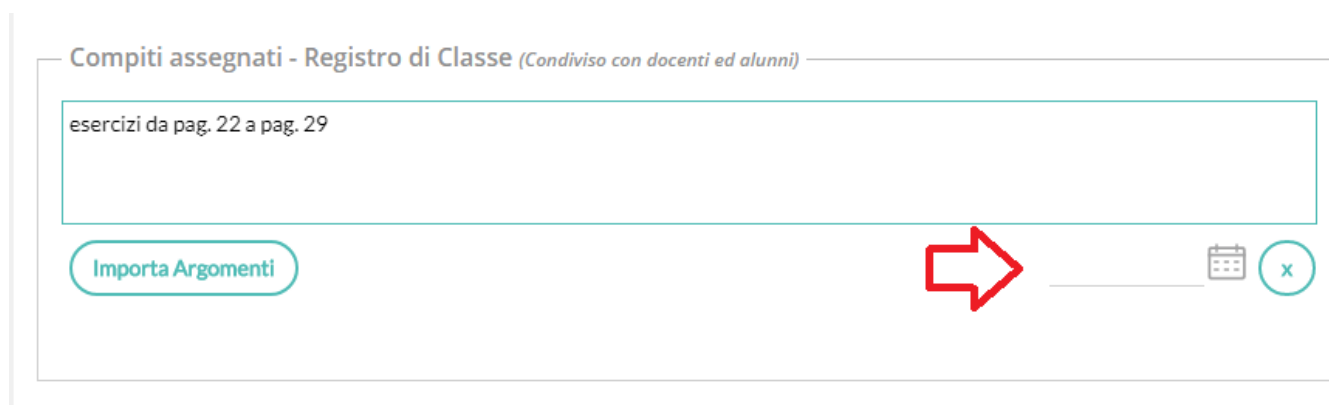 Compiti assegnati - Registro di Classe (Condiviso con docenti ed alunni)
esercizi da pag. 22 a pag. 29
Importa Argomenti
x